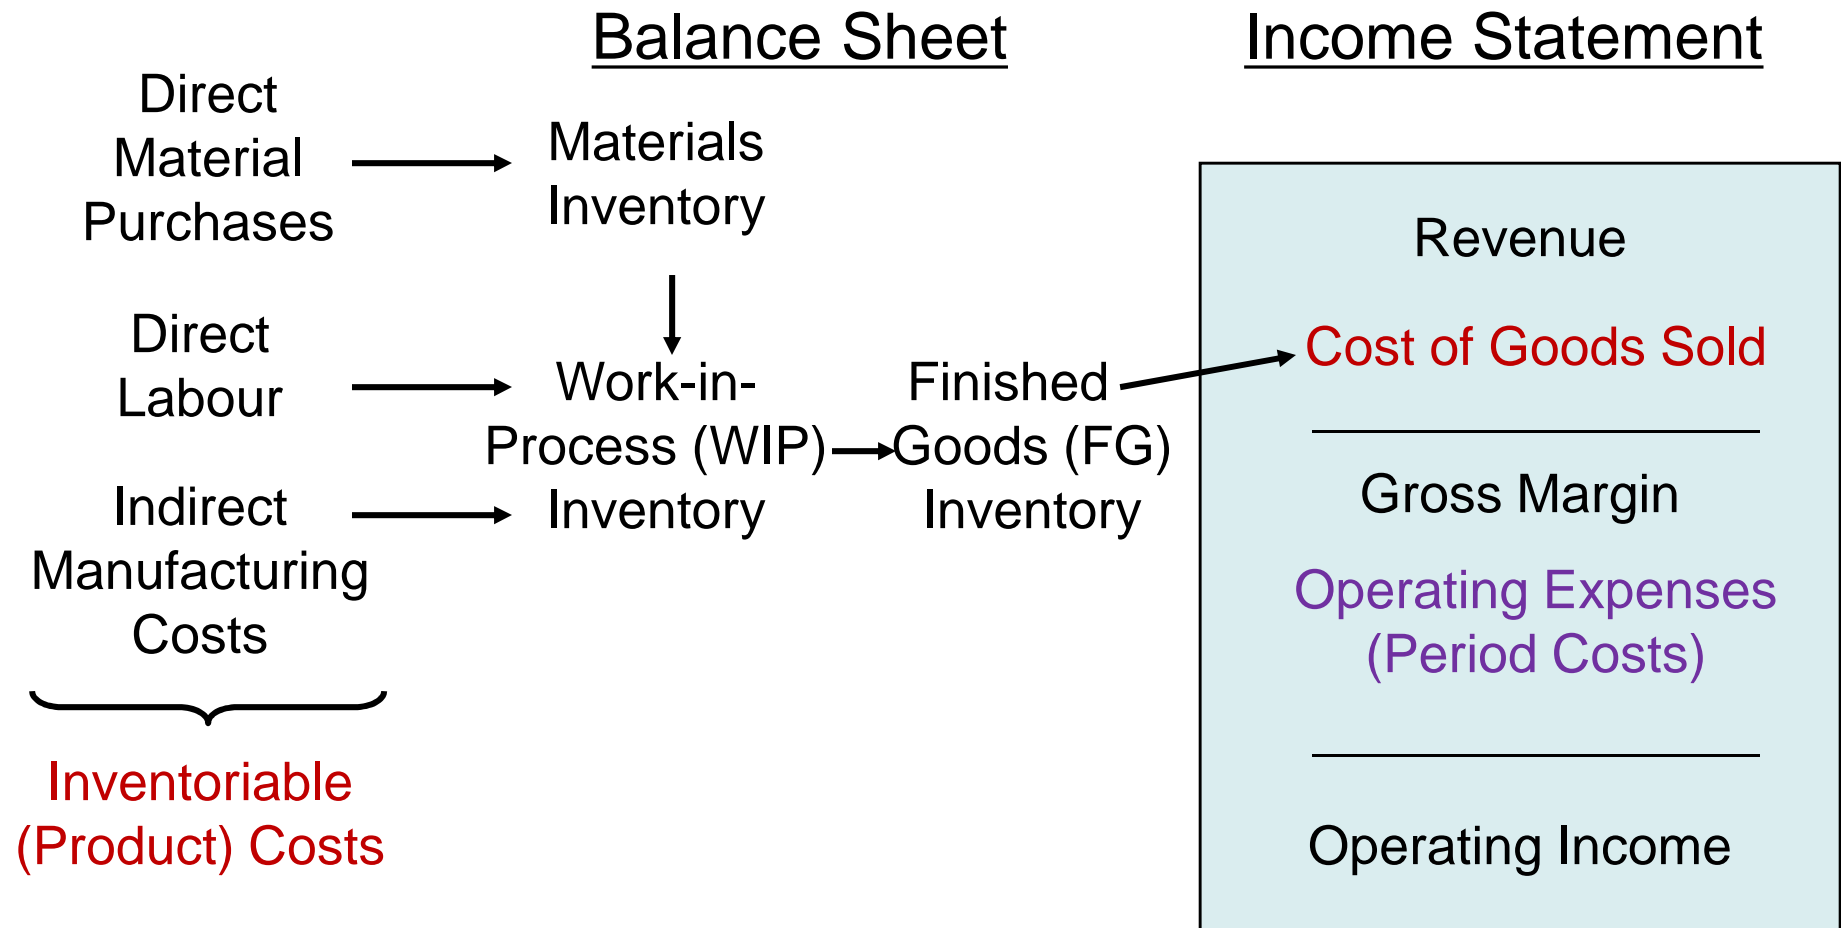 Balance Sheet
Income Statement
Direct
Material
Purchases
Materials
Inventory
Direct
Labour
Work-in-
Process (WIP)
Inventory
Finished
Goods (FG)
Inventory
Indirect
Manufacturing
Costs
Inventoriable
(Product) Costs
Revenue
Cost of Goods Sold
Gross Margin
Operating Expenses
(Period Costs)
Operating Income